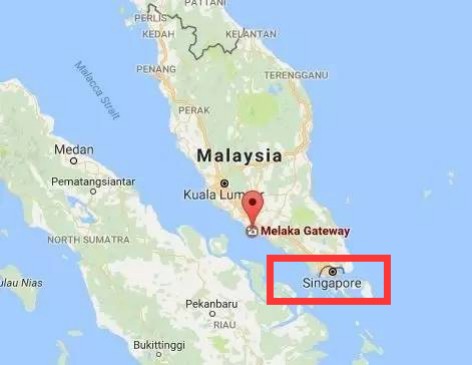 PATTANI
PERLIS
KEDAH
KELANTAN
Malacca Strait
PENANG
TERENGGANU
PERAK
Medan
Malaysia
Pematangsiantar
Kuala Lum
Melaka Gateway
NORTH SUMATRA
ulau Nias
Singapore
Pekanbaru
RIAU
Bukittinggi